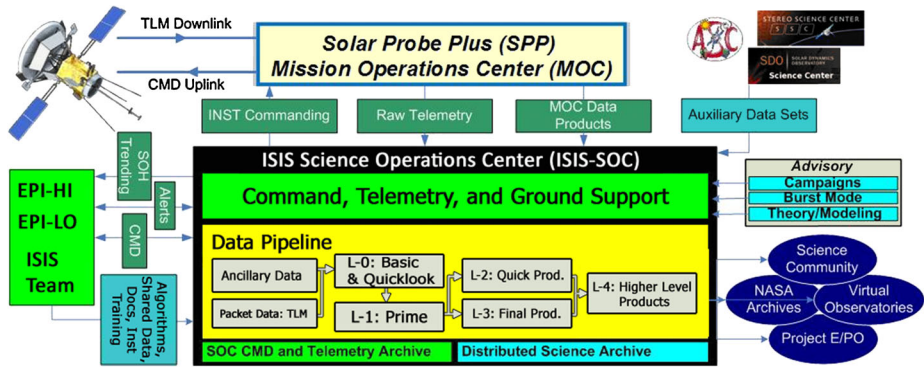 TLM Downlink
CMD Uplink
Solar Probe Plus (SPP)
Mission Operations Center (MOC)
ASC
STEREO SCIENCE CENTER
S S C
SDO
SOLAR DYNAMICS
OBSERVATORY
Science Center
INST Commanding
Raw Telemetry
MOC Data
Products
Auxiliary Data Sets
SOH
Trending
Alerts
CMD
EPI-HI
EPI-LO
ISIS
Team
Algorithms,
Shared Data,
Docs, Inst
Training
ISIS Science Operations Center (ISIS-SOC)
Command, Telemetry, and Ground Support
Data Pipeline
Ancillary Data
Packet Data: TLM
L-0: Basic
& Quicklook
L-1: Prime
L-2: Quick Prod.
L-3: Final Prod.
L-4: Higher Level
Products
SOC CMD and Telemetry Archive
Distributed Science Archive
Advisory
Campaigns
Burst Mode
Theory/Modeling
Science
Community
NASA
Archives
Virtual
Observatories
Project E/PO